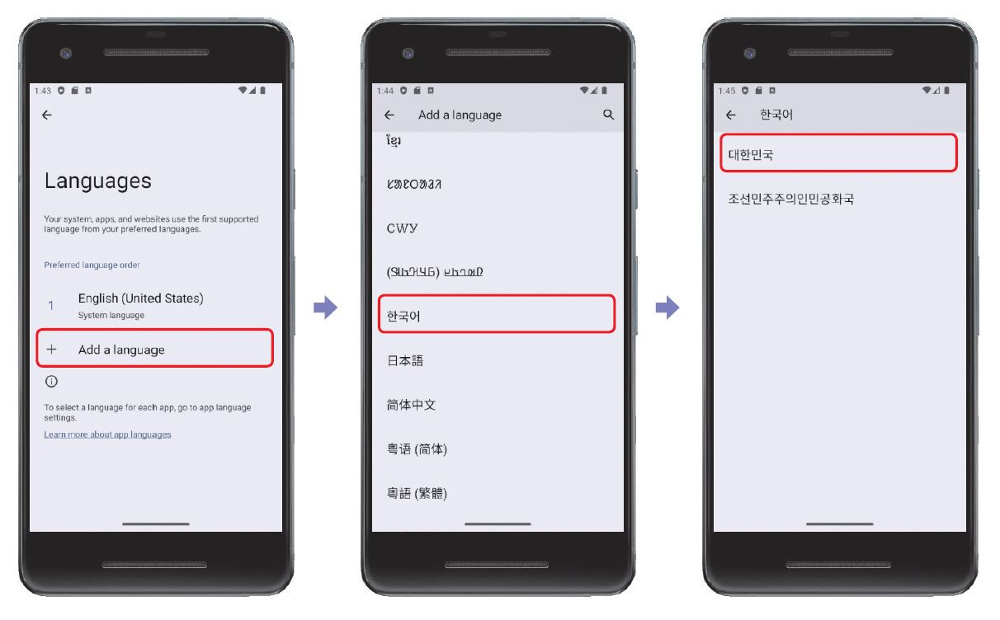 1:43
Languages
Your system, apps, and websites use the first supported
language from your preferred languages.
Preferred language order
1
English (United States)
System language
+ Add a language
To select a language for each app, go to app language
settings.
Learn more about app languages
1:44
Add a language
ខ្មែរ
한국어
日本語
简体中文
粤语 (简体)
粵語 (繁體)
1:45
한국어
대한민국
조선민주주의인민공화국